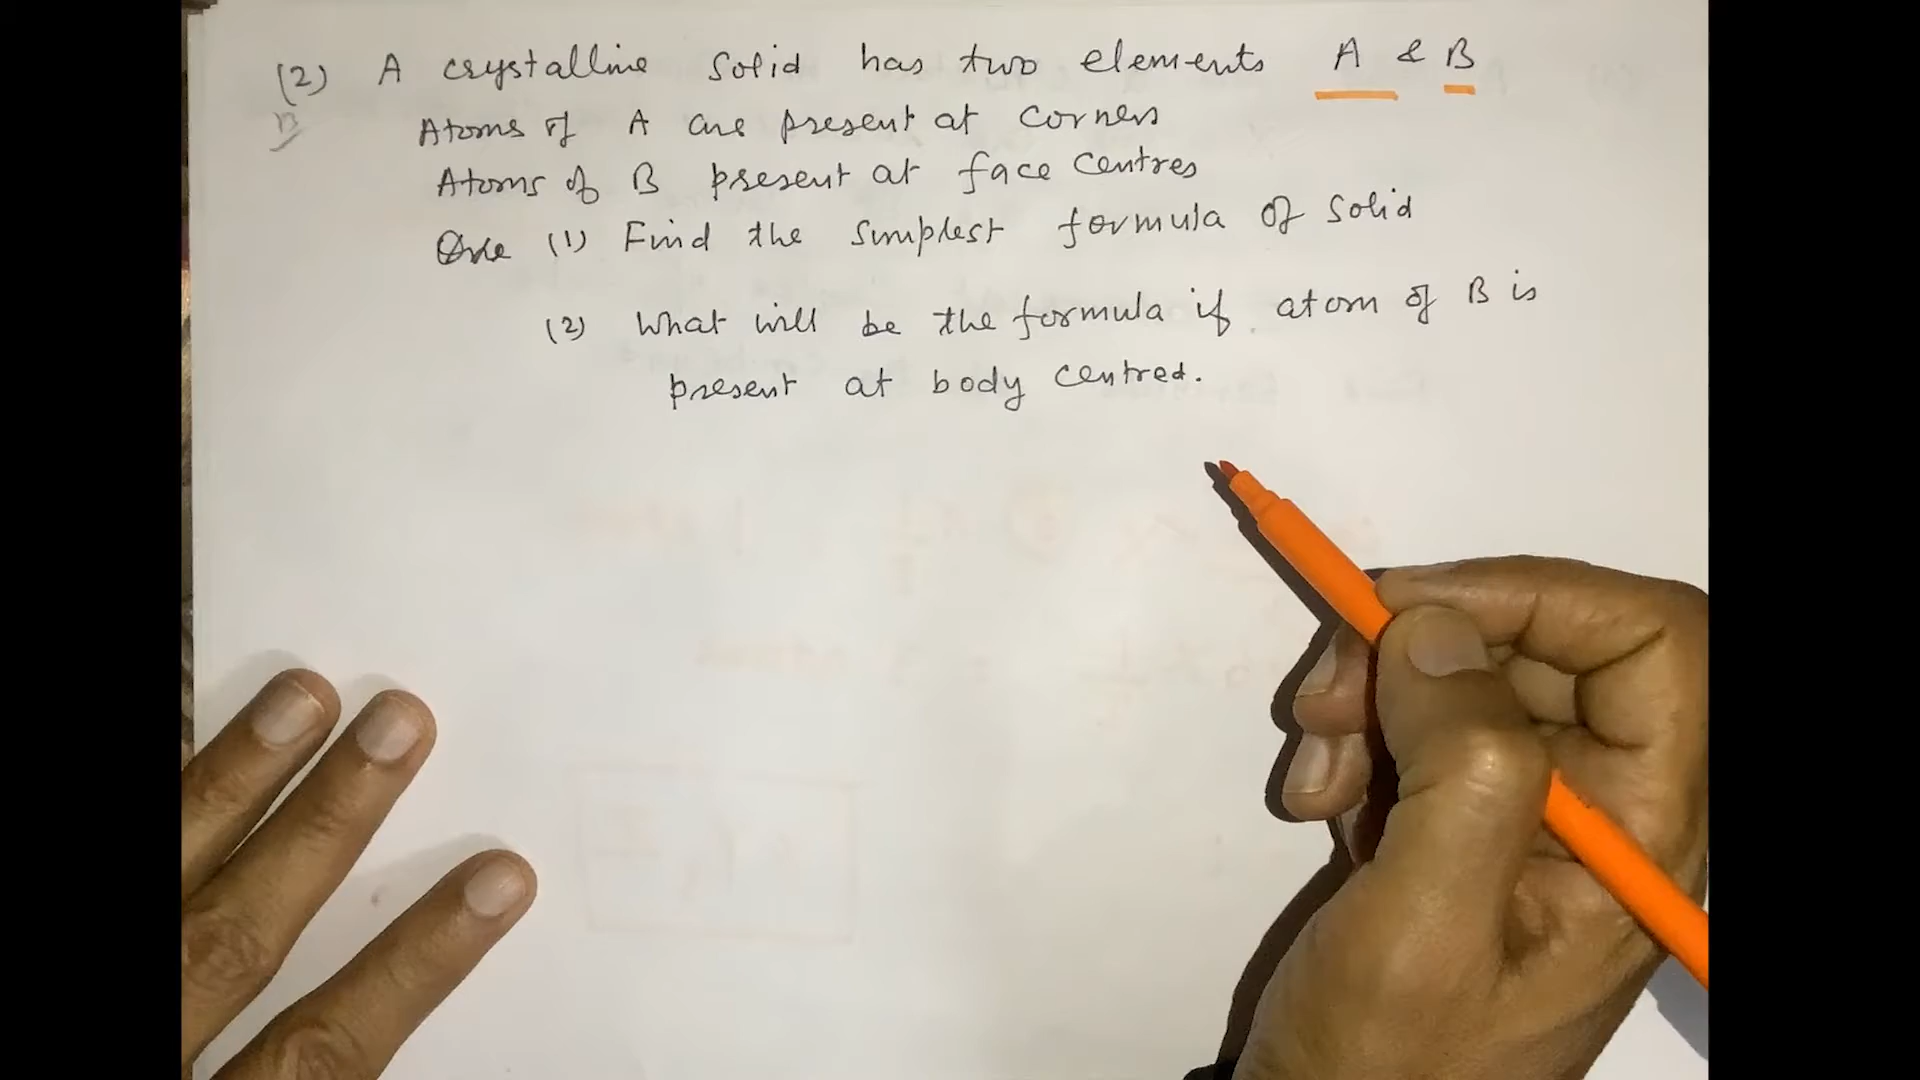 (2) A crystalline solid has two elements A & B
Atoms of A are present at corners
Atoms of B present at face centres
(1) Find the simplest formula of solid
(2) What will be the formula if atom of B is
present at body centred.